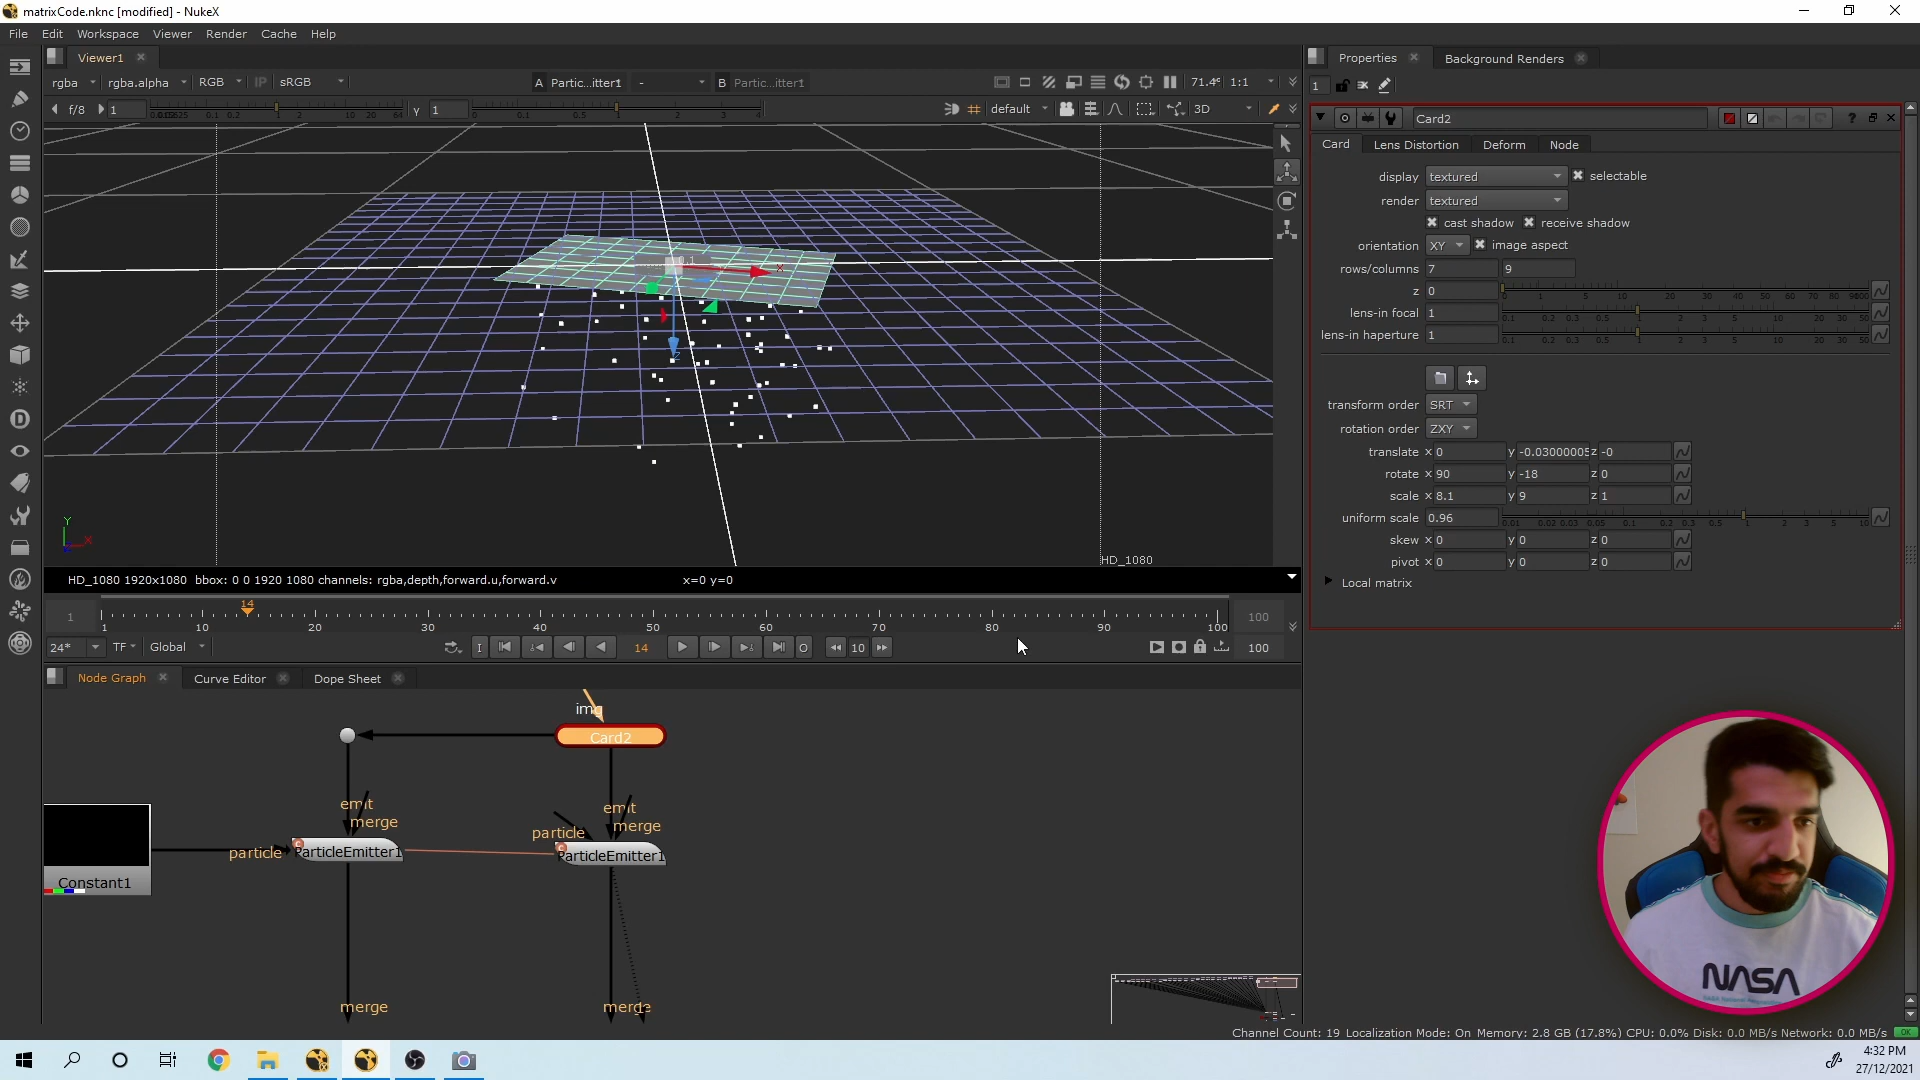 matrixCode.nknc [modified] - NukeX
File Edit Workspace Viewer Render Cache Help
Viewer1
rgba rgba.alpha RGB IP sRGB A Partic...itter1 - B Partic...itter1 71.4% 1:1
f/8 1 γ 1 default 3D
HD_1080
HD_1080 1920x1080 bbox: 0 0 1920 1080 channels: rgba,depth,forward.u,forward.v x=0 y=0
1 14 100
1 10 20 30 40 50 60 70 80 90 100
24* TF Global I 14 O 10 100
Node Graph Curve Editor Dope Sheet
img
Card2
emit
merge
particle ParticleEmitter1
emit
merge
particle
ParticleEmitter1
Constant1
merge merge
Properties Background Renders
1
Card2
Card Lens Distortion Deform Node
display textured selectable
render textured
cast shadow receive shadow
orientation XY image aspect
rows/columns 7 9
z 0
lens-in focal 1
lens-in haperture 1
transform order SRT
rotation order ZXY
translate x 0 y -0.03000005 z -0
rotate x 90 y -18 z 0
scale x 8.1 y 9 z 1
uniform scale 0.96
skew x 0 y 0 z 0
pivot x 0 y 0 z 0
Local matrix
NASA
Channel Count: 19 Localization Mode: On Memory: 2.8 GB (17.8%) CPU: 0.0% Disk: 0.0 MB/s Network: 0.0 MB/s OK
4:32 PM
27/12/2021